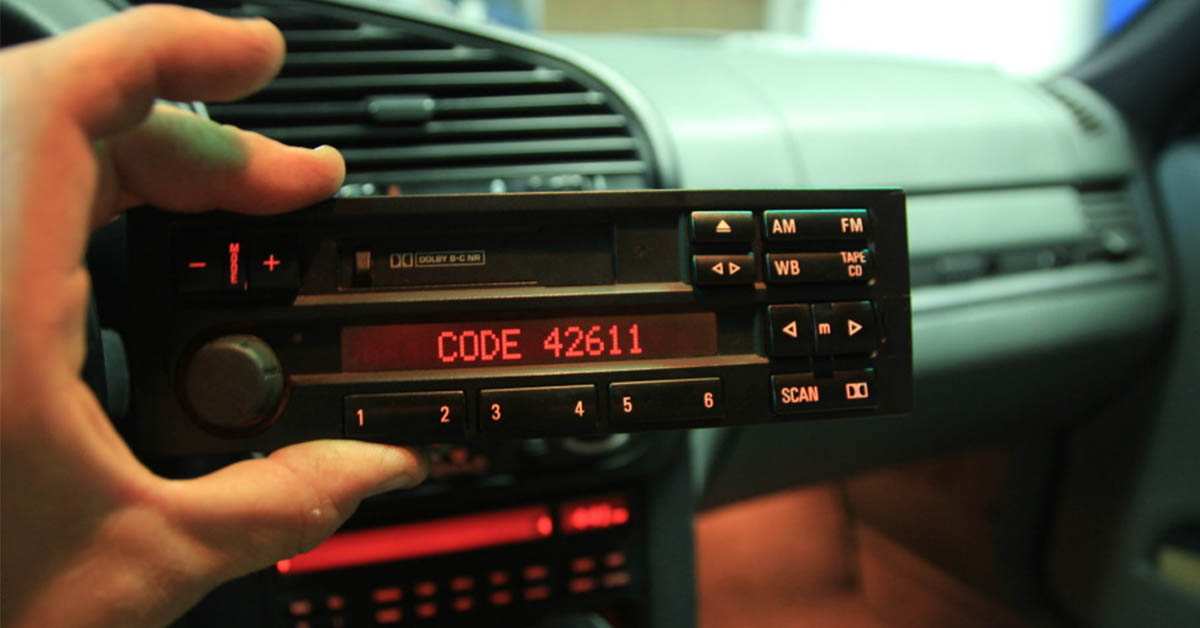 - MODE +
DOLBY B-C NR
AM FM
WB TAPE CD
CODE 42611
m
1 2 3 4 5 6
SCAN